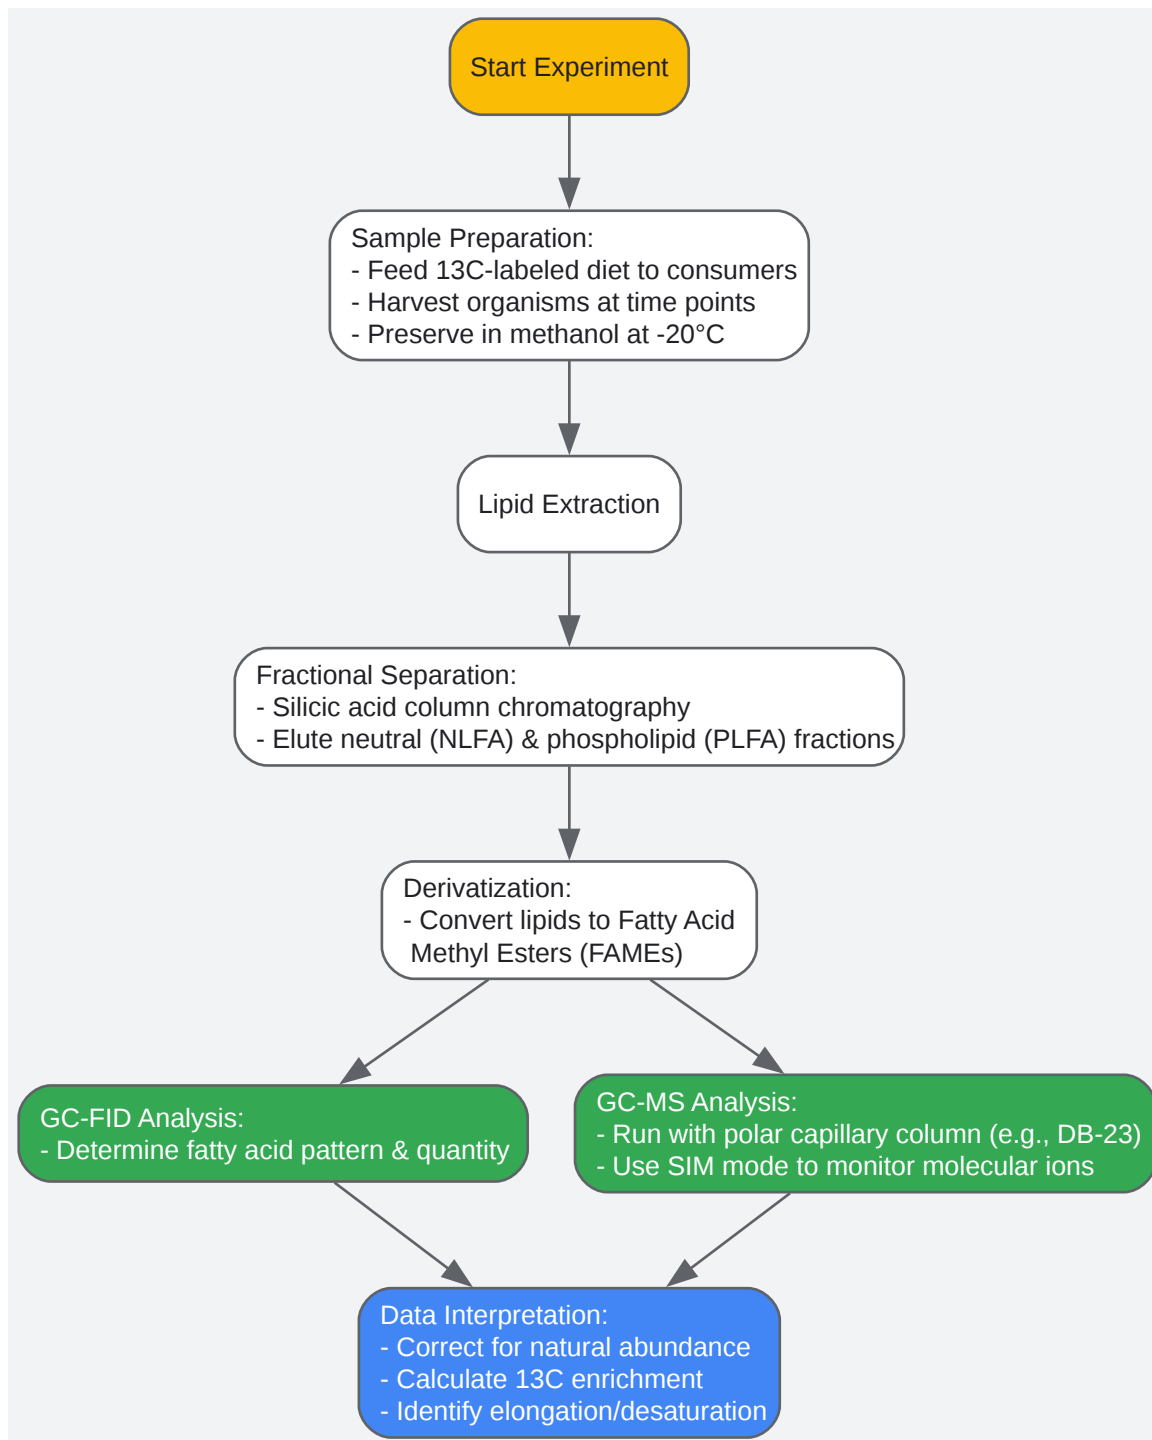 Start Experiment
Sample Preparation:
- Feed 13C-labeled diet to consumers
- Harvest organisms at time points
- Preserve in methanol at -20°C
Lipid Extraction
Fractional Separation:
- Silicic acid column chromatography
- Elute neutral (NLFA) & phospholipid (PLFA) fractions
Derivatization:
- Convert lipids to Fatty Acid
Methyl Esters (FAMEs)
GC-FID Analysis:
- Determine fatty acid pattern & quantity
GC-MS Analysis:
- Run with polar capillary column (e.g., DB-23)
- Use SIM mode to monitor molecular ions
Data Interpretation:
- Correct for natural abundance
- Calculate 13C enrichment
- Identify elongation/desaturation